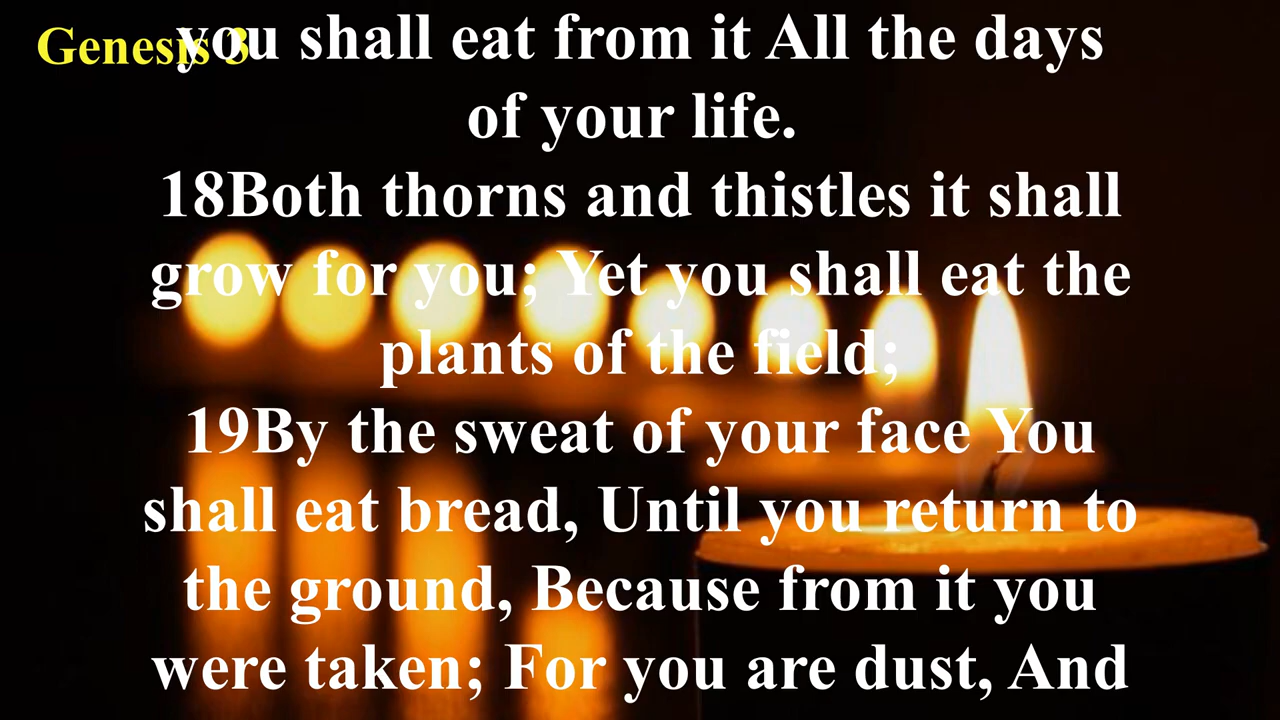 Genesis 3
you shall eat from it All the days
of your life.
18Both thorns and thistles it shall
grow for you; Yet you shall eat the
plants of the field;
19By the sweat of your face You
shall eat bread, Until you return to
the ground, Because from it you
were taken; For you are dust, And